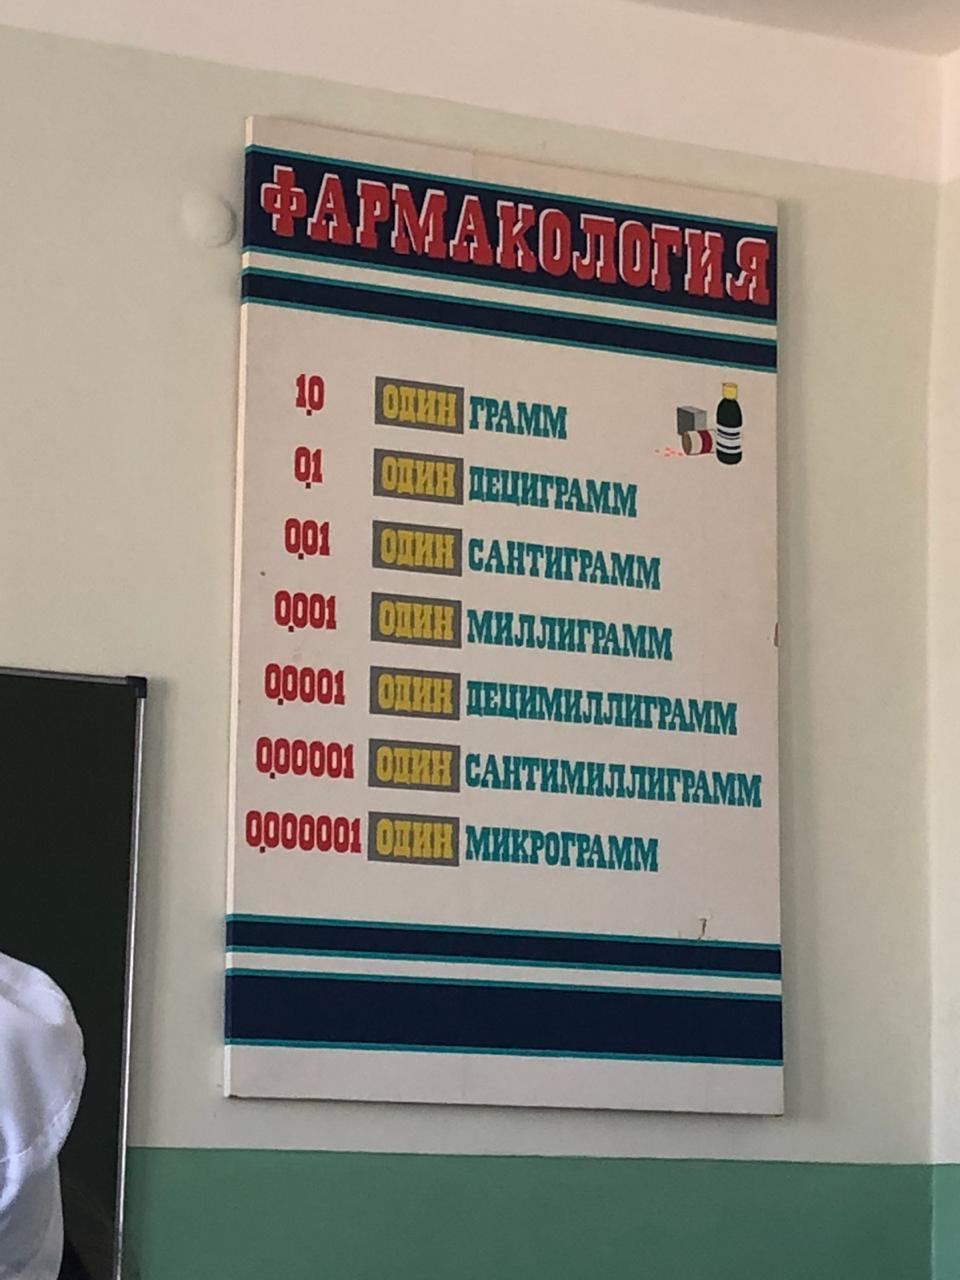 ФАРМАКОЛОГИЯ
1,0 ОДИН ГРАММ
0,1 ОДИН ДЕЦИГРАММ
0,01 ОДИН САНТИГРАММ
0,001 ОДИН МИЛЛИГРАММ
0,0001 ОДИН ДЕЦИМИЛЛИГРАММ
0,00001 ОДИН САНТИМИЛЛИГРАММ
0,000001 ОДИН МИКРОГРАММ